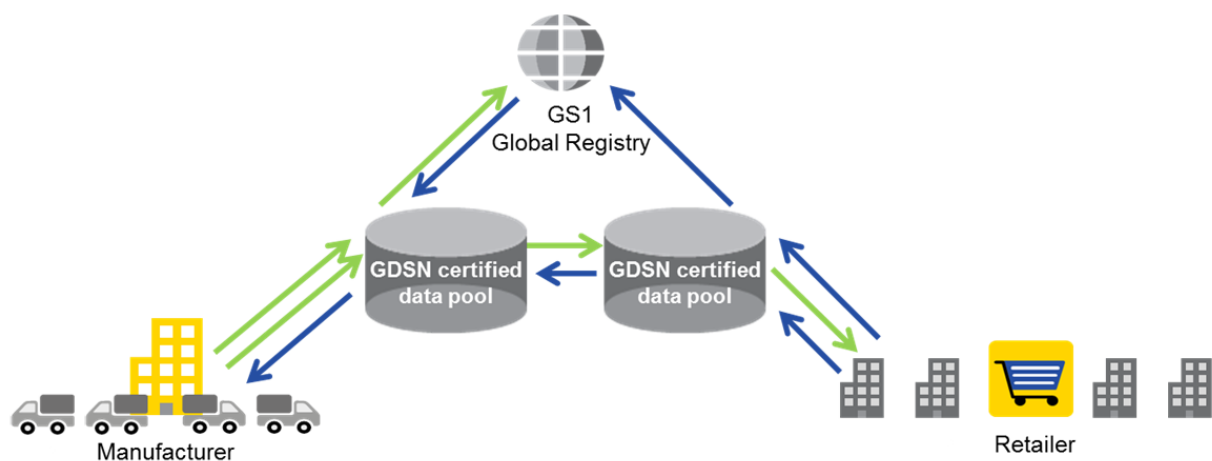 GS1
Global Registry
GDSN certified
data pool
GDSN certified
data pool
Manufacturer
Retailer